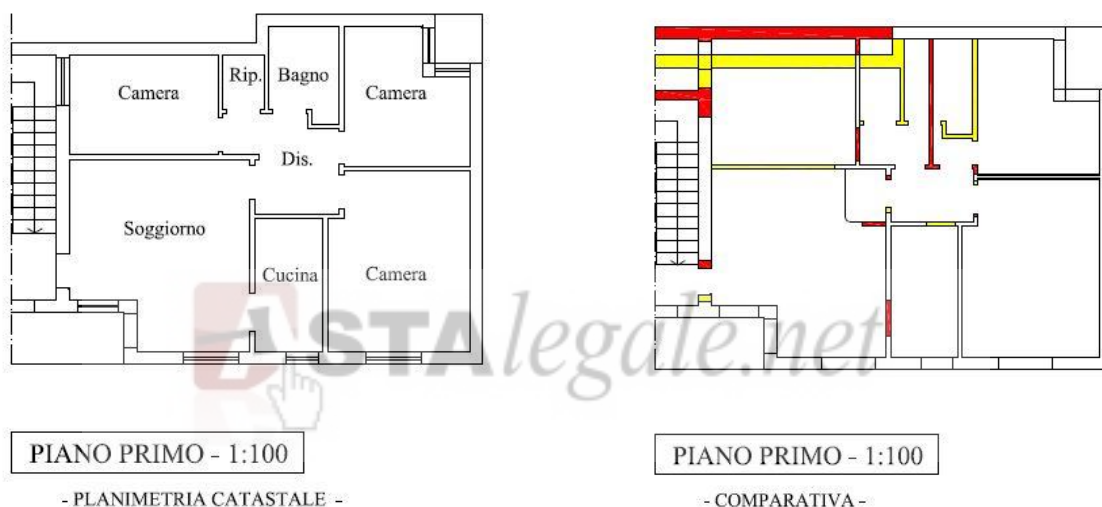 Camera
Rip.
Bagno
Camera
Dis.
Soggiorno
Cucina
Camera
ASTAlegale.net
PIANO PRIMO - 1:100
- PLANIMETRIA CATASTALE -
PIANO PRIMO - 1:100
- COMPARATIVA -